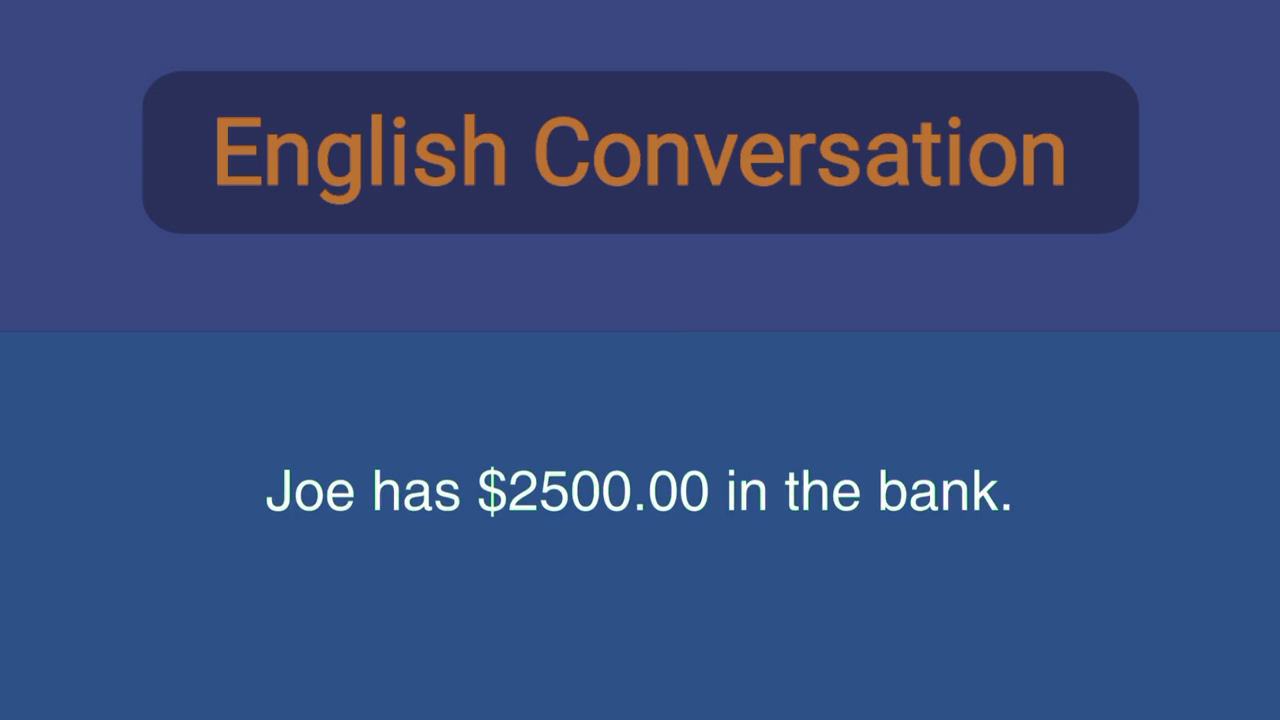 English Conversation
Joe has $2500.00 in the bank.